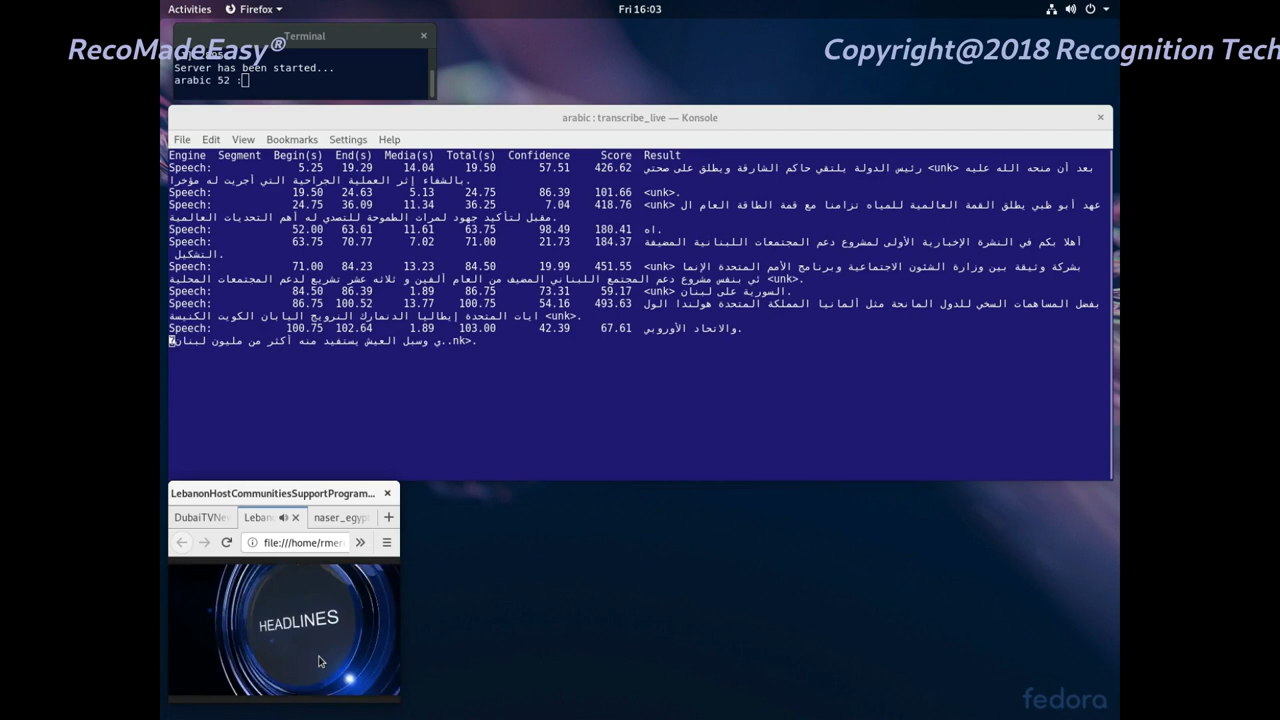 Activities Firefox Fri 16:03
RecoMadeEasy® Copyright@2018 Recognition Tech
Terminal
Server has been started...
arabic 52 :
arabic : transcribe_live — Konsole
File Edit View Bookmarks Settings Help
Engine Segment Begin(s) End(s) Media(s) Total(s) Confidence Score Result
Speech: 5.25 19.29 14.04 19.50 57.51 426.62 رئيس الدولة يلتقي حاكم الشارقة ويطلق على صحتي <unk> بعد أن منحه الله عليه
بالشفاء إثر العملية الجراحية التي أجريت له مؤخرا.
Speech: 19.50 24.63 5.13 24.75 86.39 101.66 <unk>.
Speech: 24.75 36.09 11.34 36.25 7.04 418.76 <unk> عهد أبو ظبي يطلق القمة العالمية للمياه تزامنا مع قمة الطاقة العام ال
مقبل لتأكيد جهود لمرات الطموحة للتصدي له أهم التحديات العالمية.
Speech: 52.00 63.61 11.61 63.75 98.49 180.41 اه.
Speech: 63.75 70.77 7.02 71.00 21.73 184.37 أهلا بكم في النشرة الإخبارية الأولى لمشروع دعم المجتمعات اللبنانية المضيفة
التشكيل.
Speech: 71.00 84.23 13.23 84.50 19.99 451.55 <unk> بشركة وثيقة بين وزارة الشئون الاجتماعية وبرنامج الأمم المتحدة الإنما
ئي بنفس مشروع دعم المجتمع اللبناني المضيف من العام ألفين و ثلاثه عشر تشريع لدعم المجتمعات المحلية <unk>.
Speech: 84.50 86.39 1.89 86.75 73.31 59.17 <unk> السورية على لبنان.
Speech: 86.75 100.52 13.77 100.75 54.16 493.63 بفضل المساهمات السخي للدول المانحة مثل ألمانيا المملكة المتحدة هولندا الول
ايات المتحدة إيطاليا الدنمارك النرويج اليابان الكويت الكنيسة <unk>.
Speech: 100.75 102.64 1.89 103.00 42.39 67.61 والاتحاد الأوروبي.
ي وسبل العيش يستفيد منه أكثر من مليون لبنان..nk>.
LebanonHostCommunitiesSupportProgram...
DubaiTVNe Leban naser_egyp
file:///home/rmer
HEADLINES
fedora